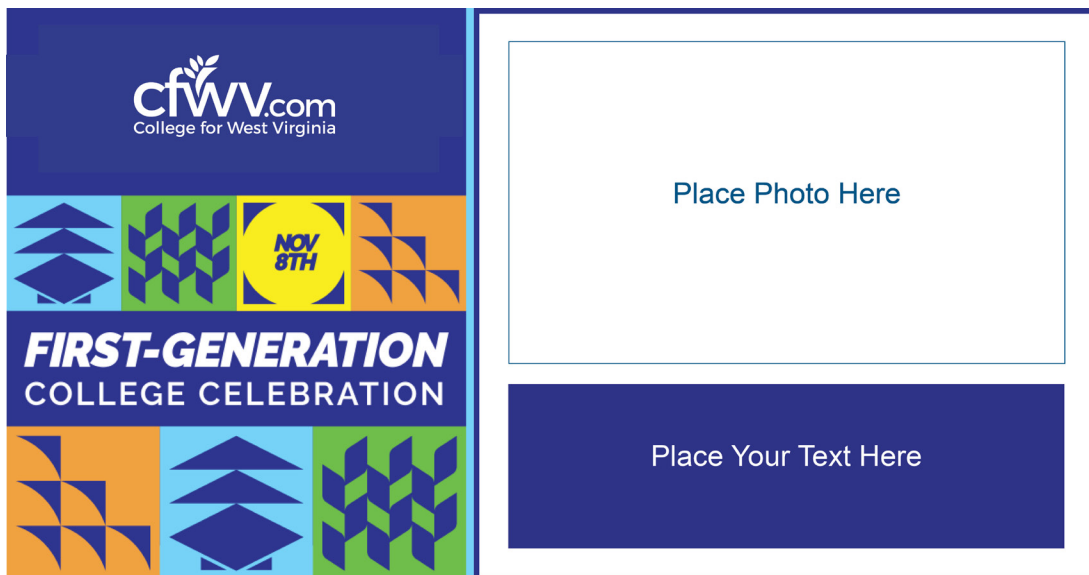 cfWV.com
College for West Virginia
NOV
8TH
FIRST-GENERATION
COLLEGE CELEBRATION
Place Photo Here
Place Your Text Here